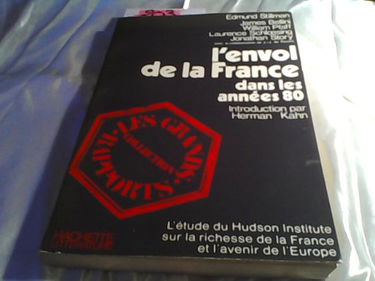 Edmund Stillman
James Bellini
William Pfaff
Laurence Schloesing
Jonathan Story
l'envol
de la France
dans les
années 80
Introduction par
Herman Kahn
LES GRANDS
RAPPORTS
COLLECTION
L'étude du Hudson Institute
sur la richesse de la France
et l'avenir de l'Europe
HACHETTE